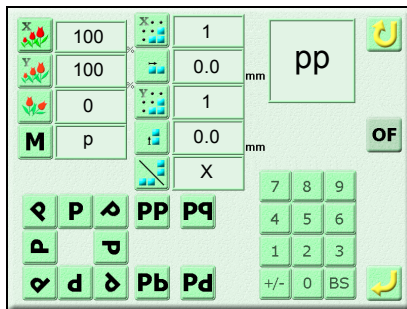 X 100 % X 1
Y 100 % 0.0 mm pp
0 Y 1
M p 0.0 mm OF
X
7 8 9
P P P PP Pq 4 5 6
P P 1 2 3
d d d Pb Pd +/- 0 BS